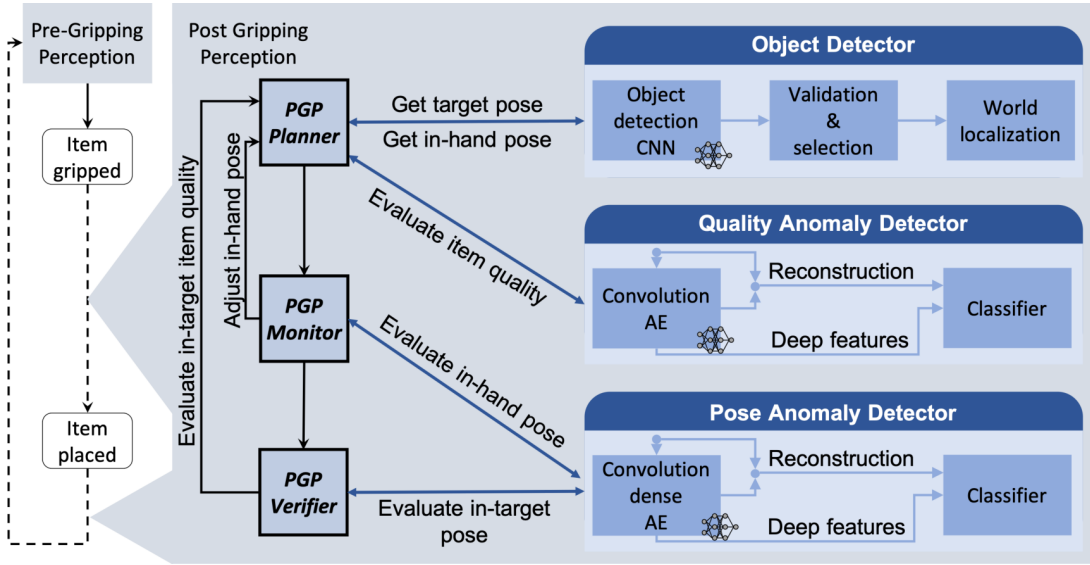 Pre-Gripping
Perception
Item
gripped
Item
placed
Post Gripping
Perception
PGP
Planner
PGP
Monitor
PGP
Verifier
Evaluate in-target item quality
Adjust in-hand pose
Get target pose
Get in-hand pose
Evaluate item quality
Evaluate in-hand pose
Evaluate in-target
pose
Object Detector
Object
detection
CNN
Validation
&
selection
World
localization
Quality Anomaly Detector
Convolution
AE
Reconstruction
Deep features
Classifier
Pose Anomaly Detector
Convolution
dense
AE
Reconstruction
Deep features
Classifier